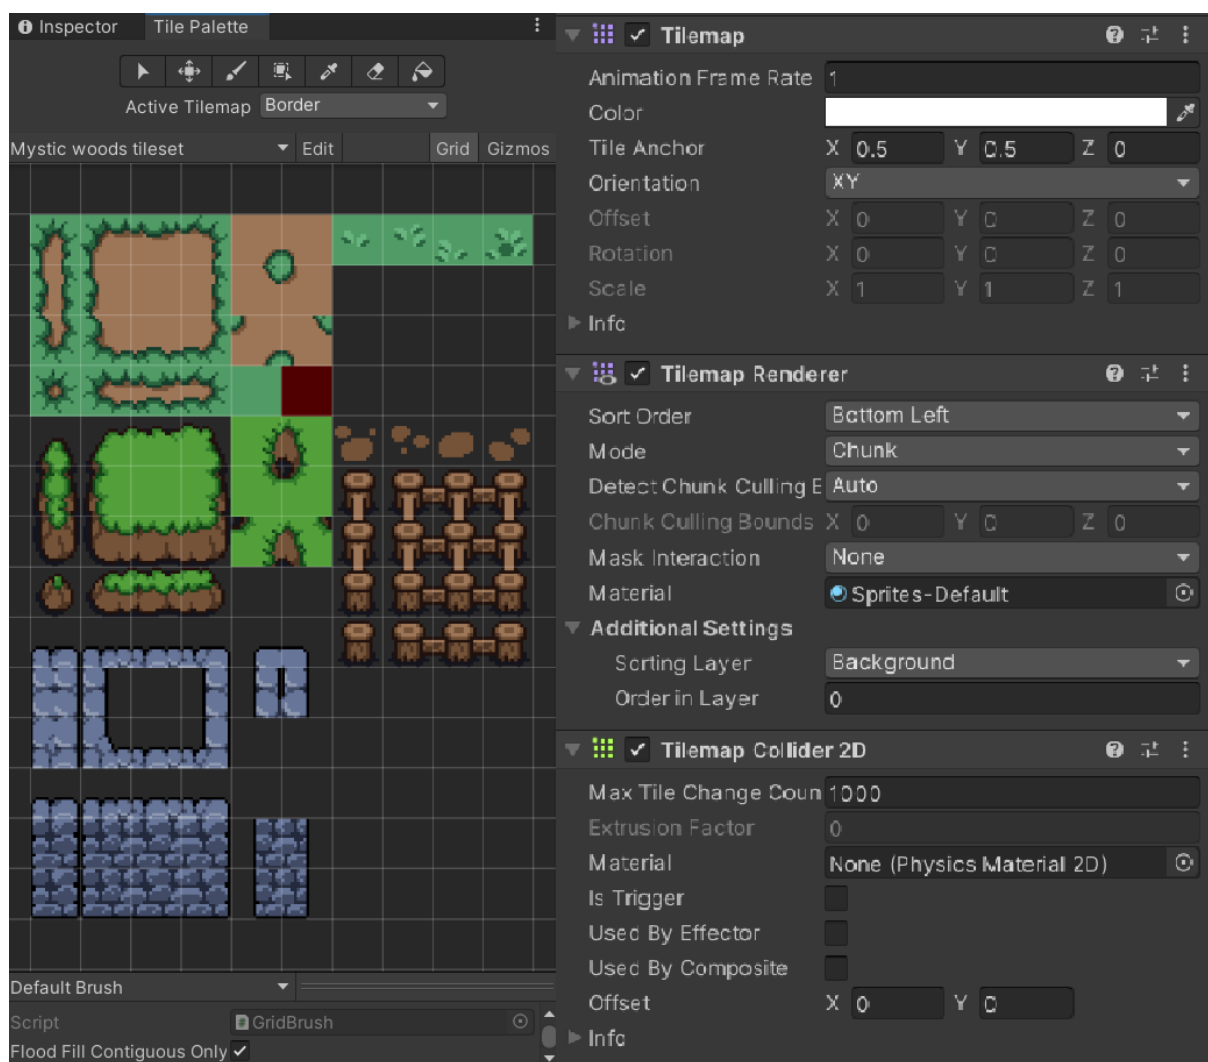 Inspector Tile Palette
Active Tilemap Border
Mystic woods tileset Edit Grid Gizmos
Default Brush
Script GridBrush
Flood Fill Contiguous Only
Tilemap
Animation Frame Rate 1
Color
Tile Anchor X 0.5 Y 0.5 Z 0
Orientation XY
Offset X 0 Y 0 Z 0
Rotation X 0 Y 0 Z 0
Scale X 1 Y 1 Z 1
Info
Tilemap Renderer
Sort Order Bottom Left
Mode Chunk
Detect Chunk Culling B Auto
Chunk Culling Bounds X 0 Y 0 Z 0
Mask Interaction None
Material Sprites-Default
Additional Settings
Sorting Layer Background
Order in Layer 0
Tilemap Collider 2D
Max Tile Change Coun 1000
Extrusion Factor 0
Material None (Physics Material 2D)
Is Trigger
Used By Effector
Used By Composite
Offset X 0 Y 0
Info